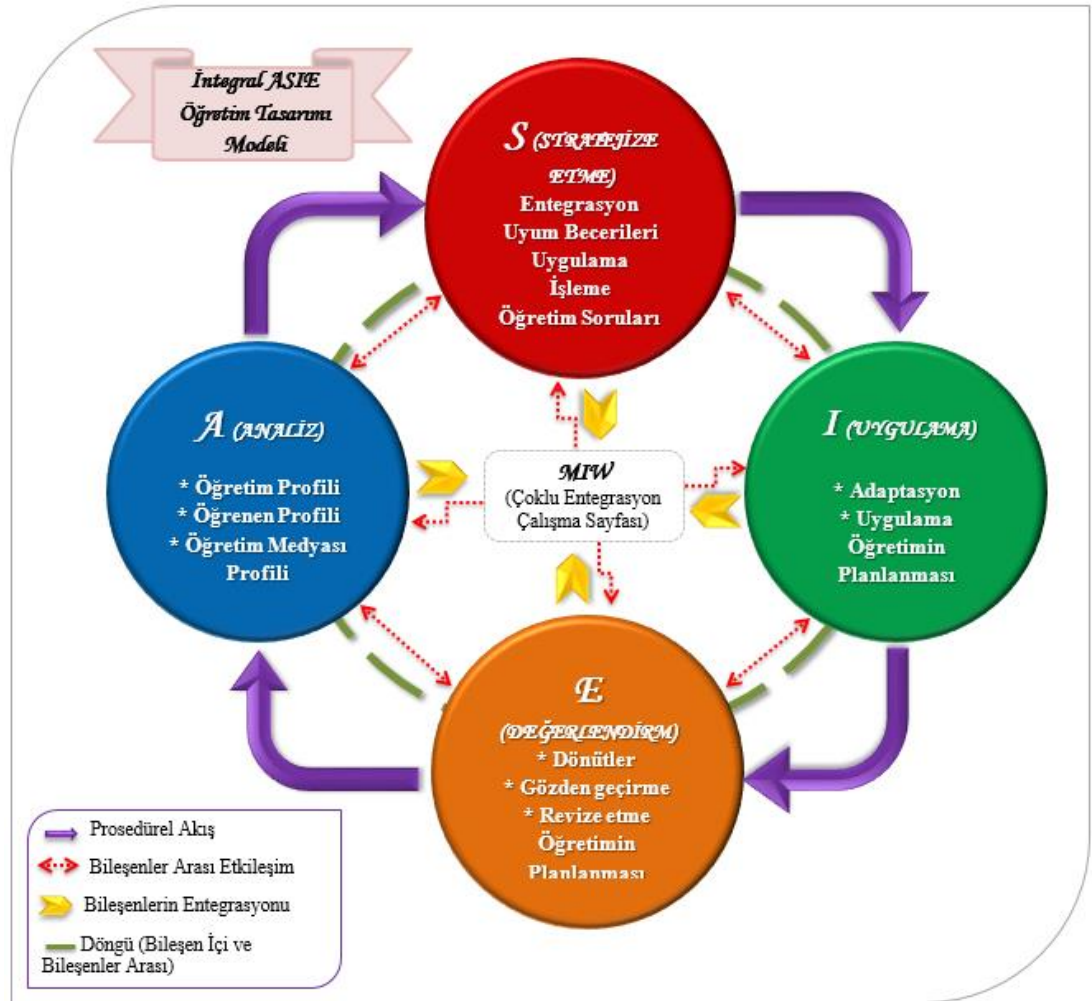 İntegral ASIE
Öğretim Tasarımı
Modeli
S (STRATEJİZE
ETME)
Entegrasyon
Uyum Becerileri
Uygulama
İşleme
Öğretim Soruları
A (ANALİZ)
* Öğretim Profili
* Öğrenen Profili
* Öğretim Medyası
Profili
MIW
(Çoklu Entegrasyon
Çalışma Sayfası)
I (UYGULAMA)
* Adaptasyon
* Uygulama
Öğretimin
Planlanması
E
(DEĞERLENDİRM)
* Dönütler
* Gözden geçirme
* Revize etme
Öğretimin
Planlanması
Prosedürel Akış
Bileşenler Arası Etkileşim
Bileşenlerin Entegrasyonu
Döngü (Bileşen İçi ve
Bileşenler Arası)